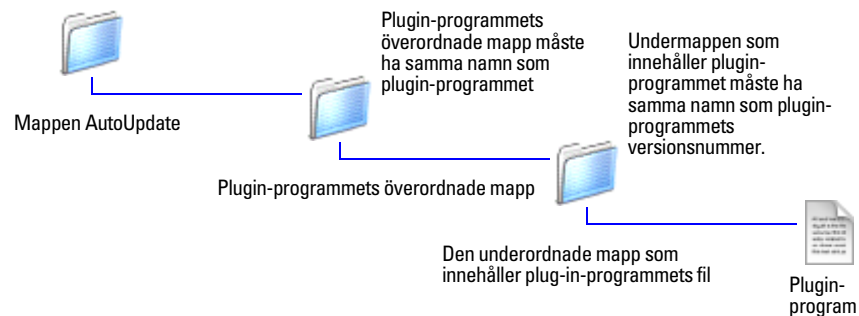 Plugin-programmets
överordnade mapp måste
ha samma namn som
plugin-programmet
Undermappen som
innehåller plugin-
programmet måste ha
samma namn som plugin-
programmets
versionsnummer.
Mappen AutoUpdate
Plugin-programmets överordnade mapp
Den underordnade mapp som
innehåller plug-in-programmets fil
Plugin-
program